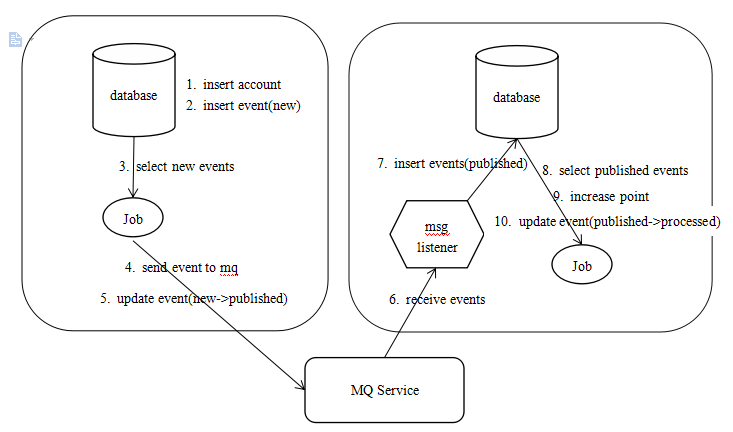 database
1. insert account
2. insert event(new)
3. select new events
Job
4. send event to mq
5. update event(new->published)
MQ Service
6. receive events
msg
listener
7. insert events(published)
database
8. select published events
9. increase point
10. update event(published->processed)
Job